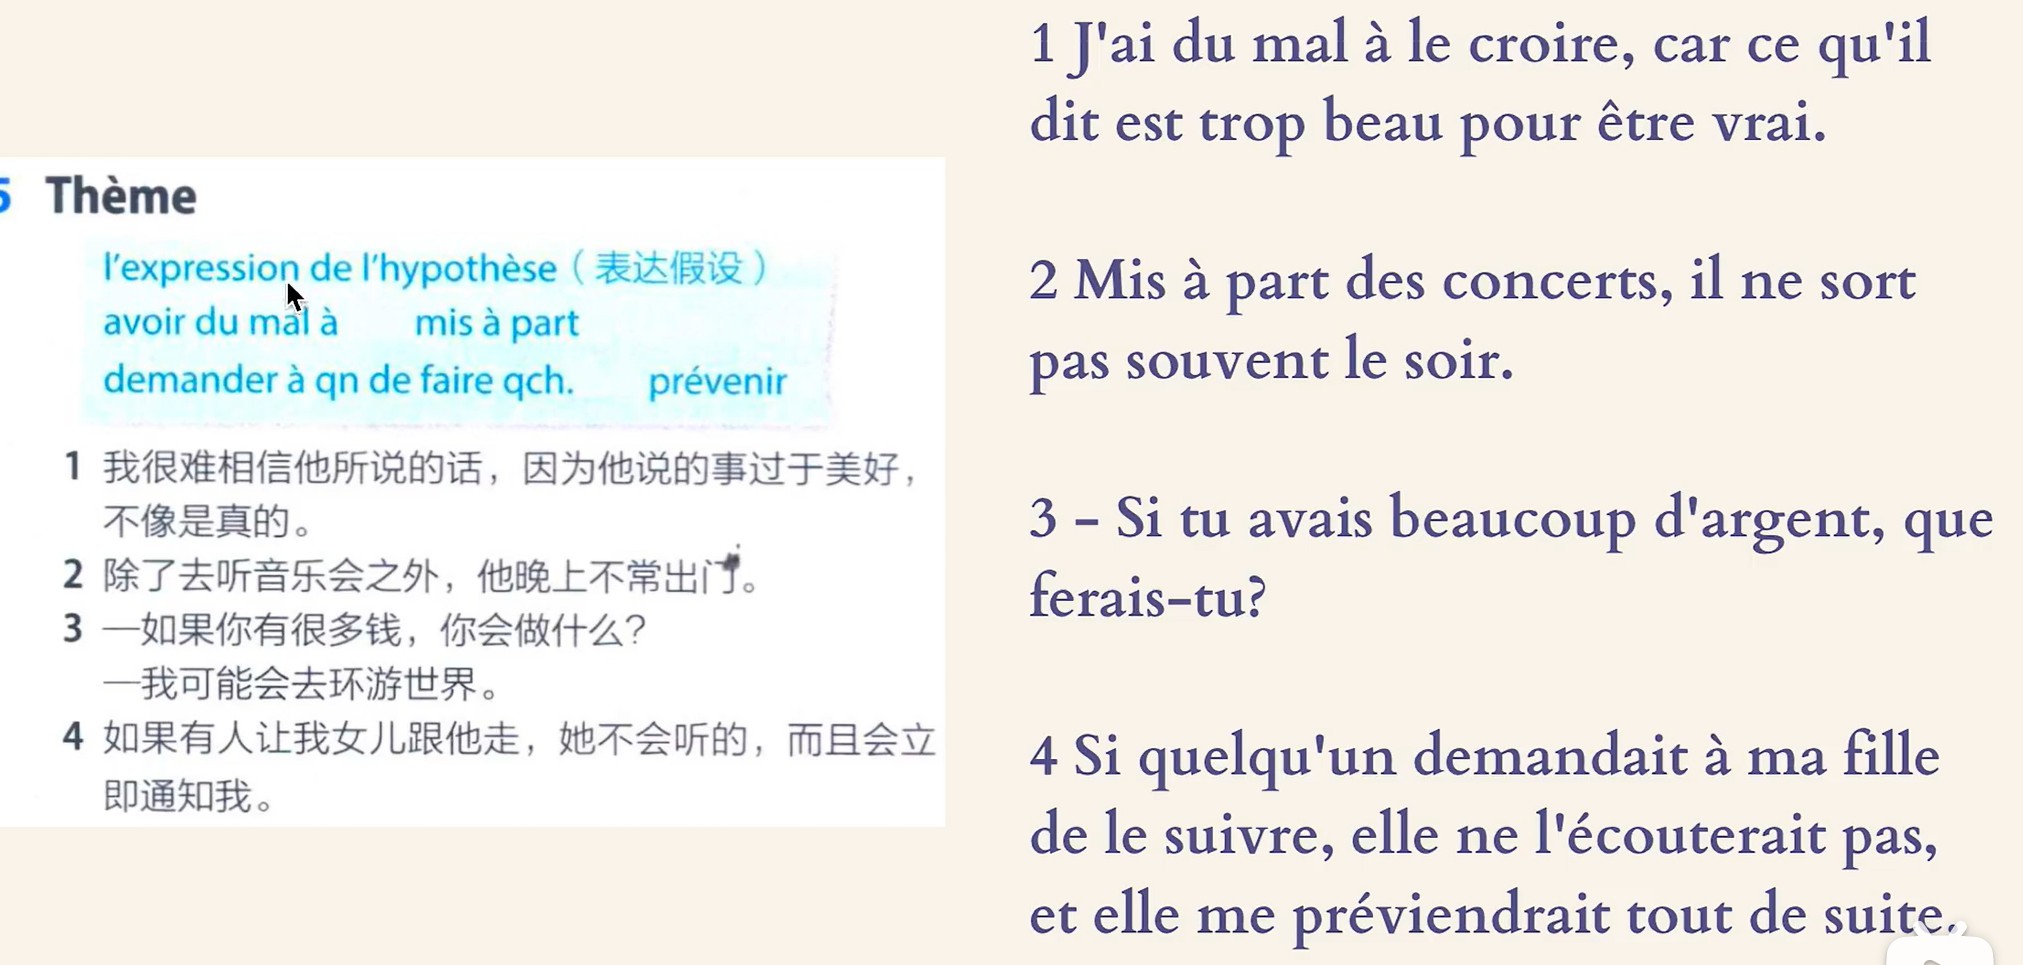 5 Thème
l'expression de l'hypothèse（表达假设）
avoir du mal à mis à part
demander à qn de faire qch. prévenir
1 我很难相信他所说的话，因为他说的事过于美好，
不像是真的。
2 除了去听音乐会之外，他晚上不常出门。
3 —如果你有很多钱，你会做什么？
—我可能会去环游世界。
4 如果有人让我女儿跟他走，她不会听的，而且会立
即通知我。
1 J'ai du mal à le croire, car ce qu'il
dit est trop beau pour être vrai.
2 Mis à part des concerts, il ne sort
pas souvent le soir.
3 - Si tu avais beaucoup d'argent, que
ferais-tu?
4 Si quelqu'un demandait à ma fille
de le suivre, elle ne l'écouterait pas,
et elle me préviendrait tout de suite.